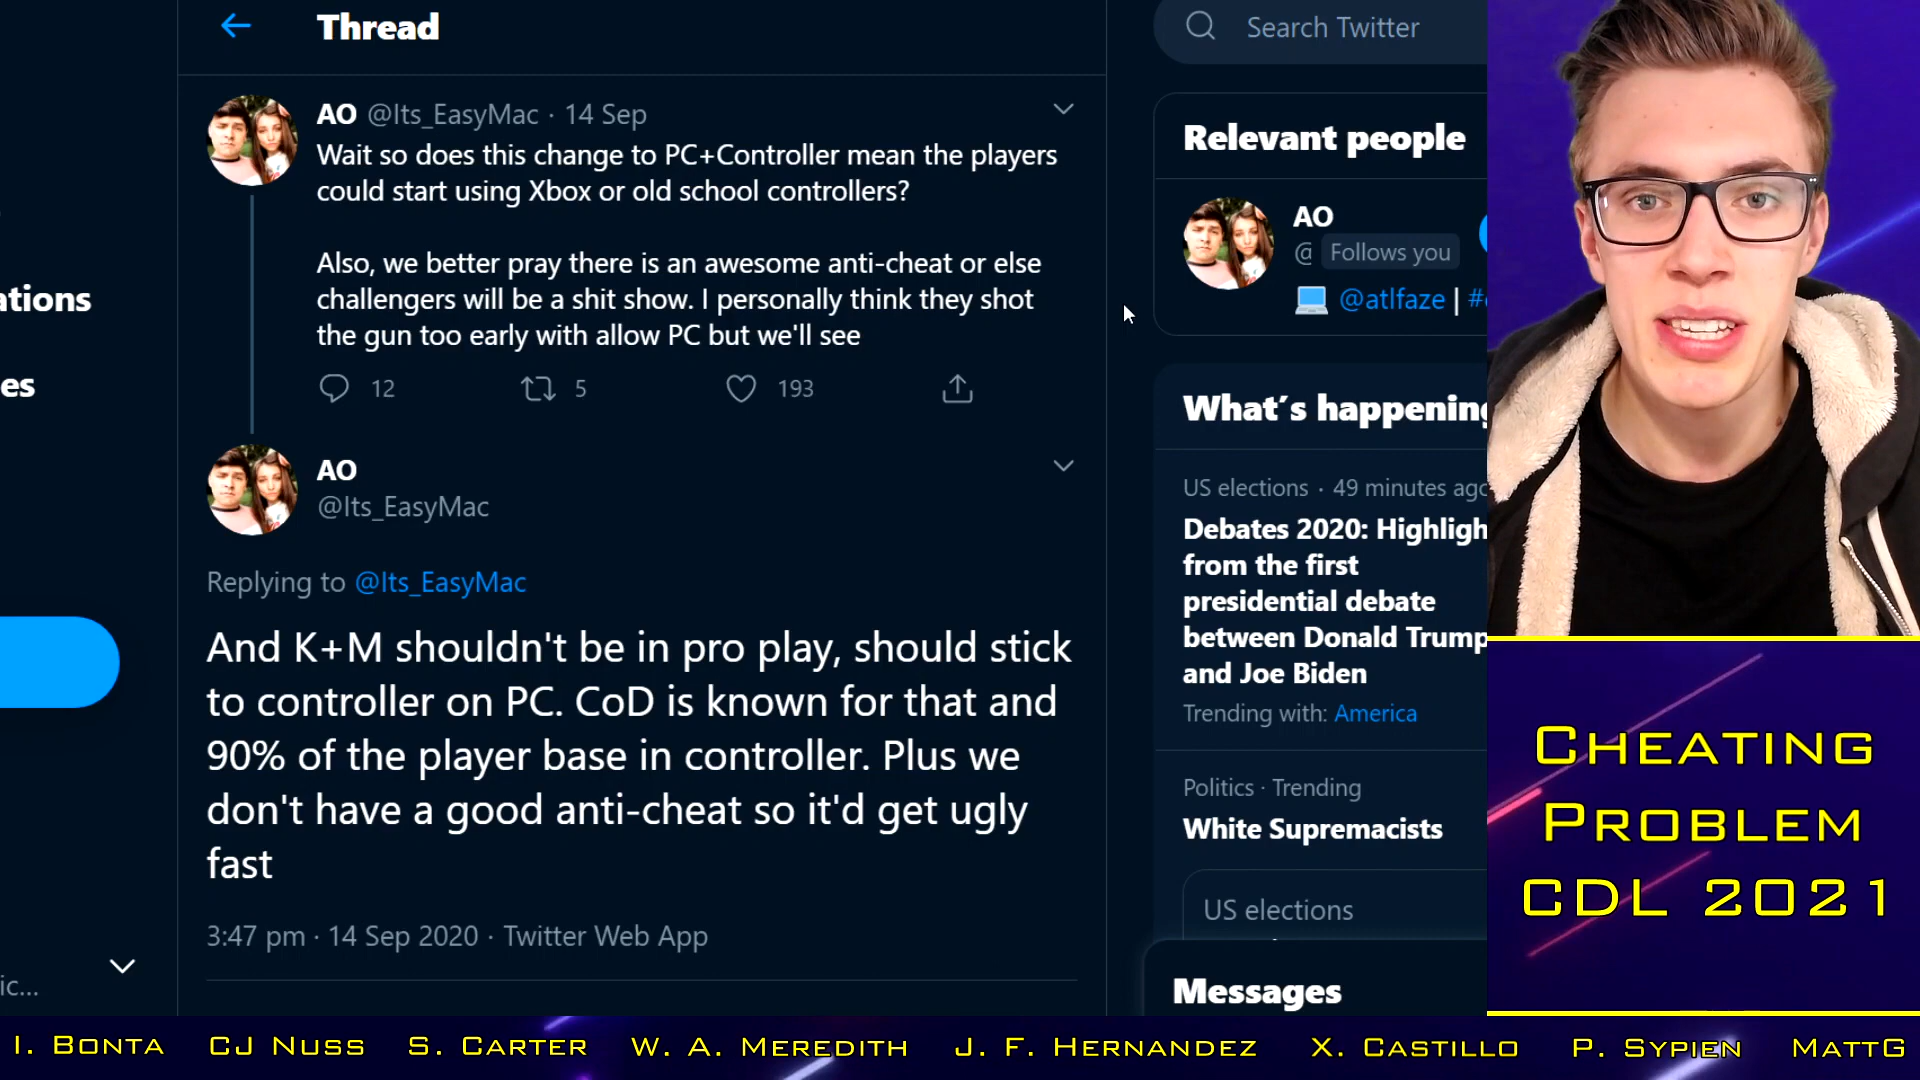 Thread
AO @Its_EasyMac · 14 Sep
Wait so does this change to PC+Controller mean the players
could start using Xbox or old school controllers?
Also, we better pray there is an awesome anti-cheat or else
challengers will be a shit show. I personally think they shot
the gun too early with allow PC but we'll see
12 5 193
AO
@Its_EasyMac
Replying to @Its_EasyMac
And K+M shouldn't be in pro play, should stick
to controller on PC. CoD is known for that and
90% of the player base in controller. Plus we
don't have a good anti-cheat so it'd get ugly
fast
3:47 pm · 14 Sep 2020 · Twitter Web App
ations
es
ic...
Search Twitter
Relevant people
AO
@ Follows you
@atlfaze | #
What's happening
US elections · 49 minutes ago
Debates 2020: Highligh
from the first
presidential debate
between Donald Trump
and Joe Biden
Trending with: America
Politics · Trending
White Supremacists
US elections
Messages
CHEATING
PROBLEM
CDL 2021
I. BONTA CJ NUSS S. CARTER W. A. MEREDITH J. F. HERNANDEZ X. CASTILLO P. SYPIEN MATTG